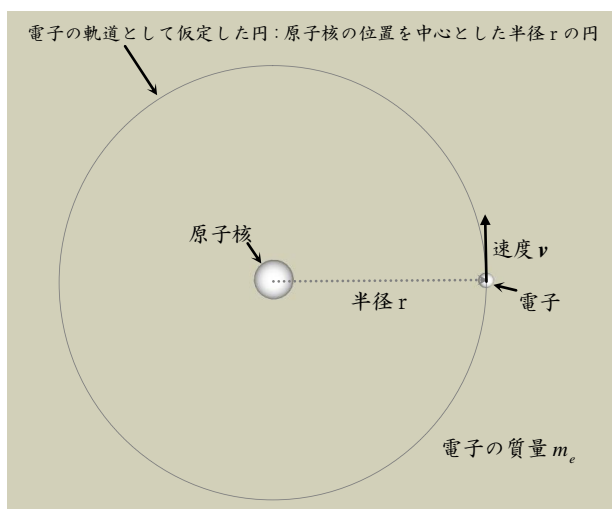 電子の軌道として仮定した円：原子核の位置を中心とした半径 r の円
原子核
速度 v
半径 r
電子
電子の質量 mₑ